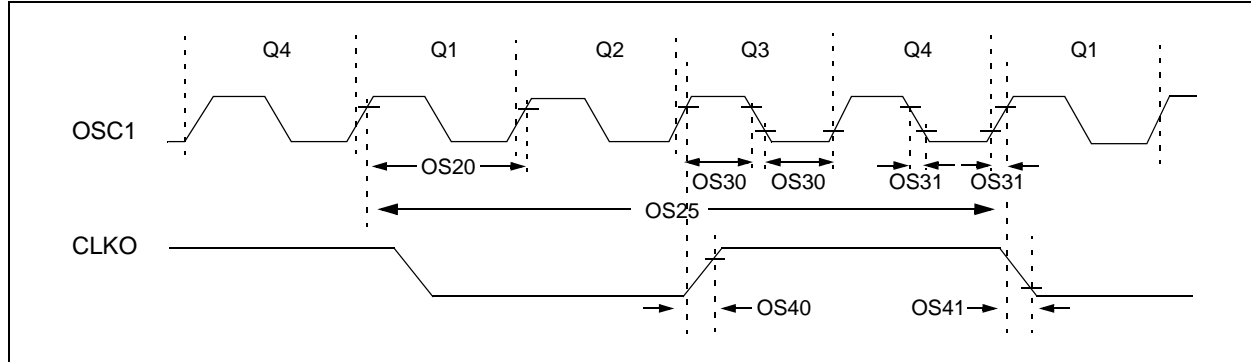 Q4 Q1 Q2 Q3 Q4 Q1
OSC1
OS20
OS30 OS30 OS31 OS31
OS25
CLKO
OS40 OS41